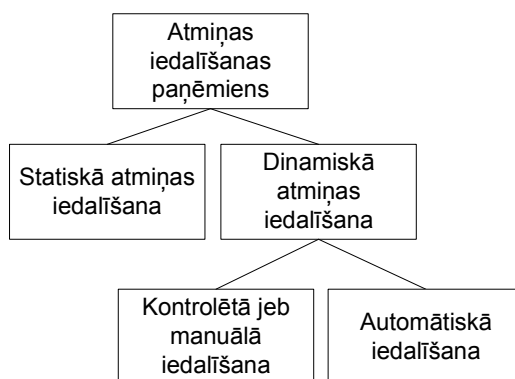 Atmiņas
iedalīšanas
paņēmiens
Statiskā atmiņas
iedalīšana
Dinamiskā
atmiņas
iedalīšana
Kontrolētā jeb
manuālā
iedalīšana
Automātiskā
iedalīšana